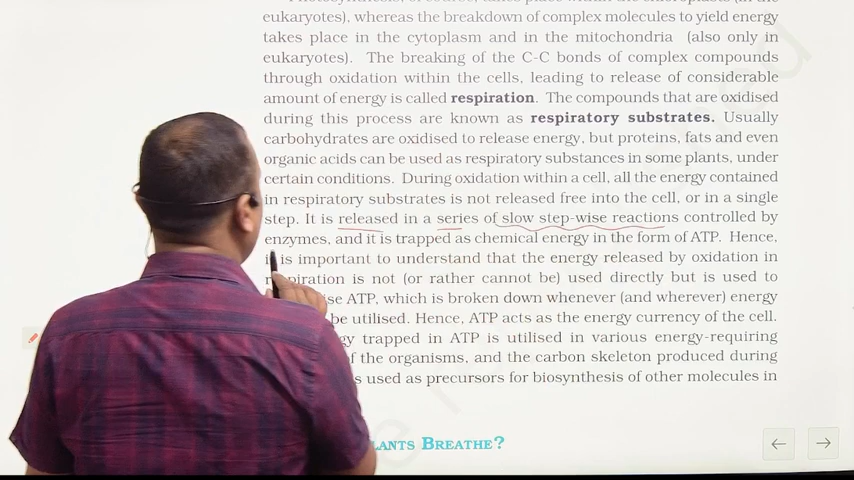 eukaryotes), whereas the breakdown of complex molecules to yield energy
takes place in the cytoplasm and in the mitochondria (also only in
eukaryotes). The breaking of the C-C bonds of complex compounds
through oxidation within the cells, leading to release of considerable
amount of energy is called respiration. The compounds that are oxidised
during this process are known as respiratory substrates. Usually
carbohydrates are oxidised to release energy, but proteins, fats and even
organic acids can be used as respiratory substances in some plants, under
certain conditions. During oxidation within a cell, all the energy contained
in respiratory substrates is not released free into the cell, or in a single
step. It is released in a series of slow step-wise reactions controlled by
enzymes, and it is trapped as chemical energy in the form of ATP. Hence,
is important to understand that the energy released by oxidation in
is not (or rather cannot be) used directly but is used to
ATP, which is broken down whenever (and wherever) energy
be utilised. Hence, ATP acts as the energy currency of the cell.
trapped in ATP is utilised in various energy-requiring
of the organisms, and the carbon skeleton produced during
used as precursors for biosynthesis of other molecules in
BREATHE?